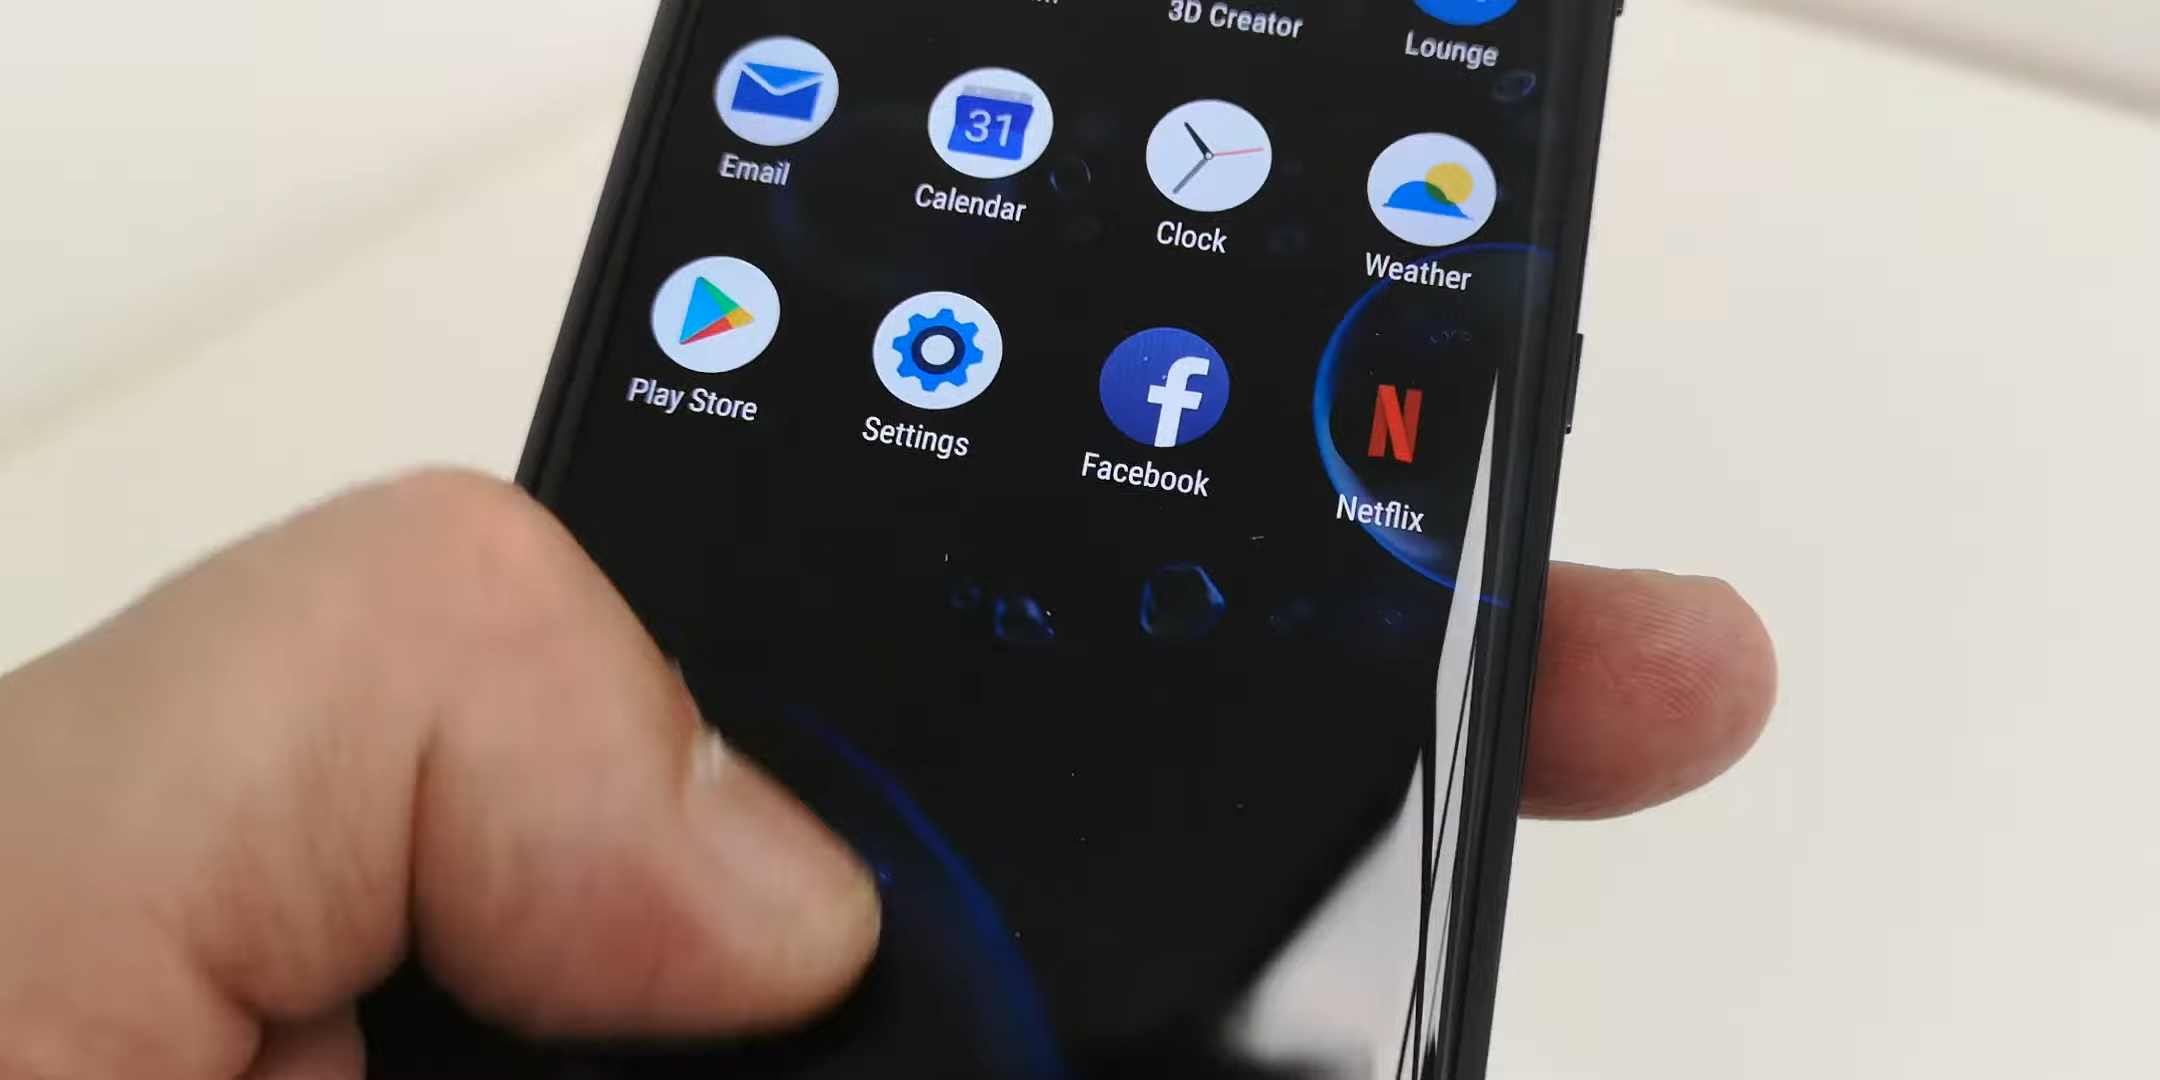 3D Creator
Lounge
Email
31
Calendar
Clock
Weather
Play Store
Settings
f
Facebook
N
Netflix